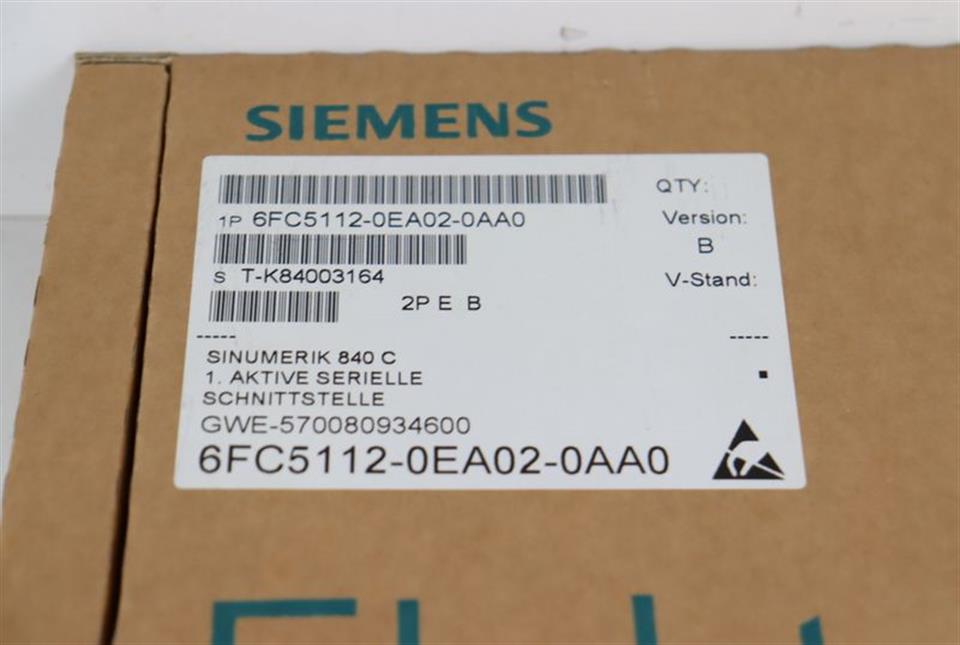 SIEMENS
QTY:
1P 6FC5112-0EA02-0AA0
Version:
B
S T-K84003164
V-Stand:
2P E B
----- -----
SINUMERIK 840 C
1. AKTIVE SERIELLE
SCHNITTSTELLE
GWE-570080934600
6FC5112-0EA02-0AA0